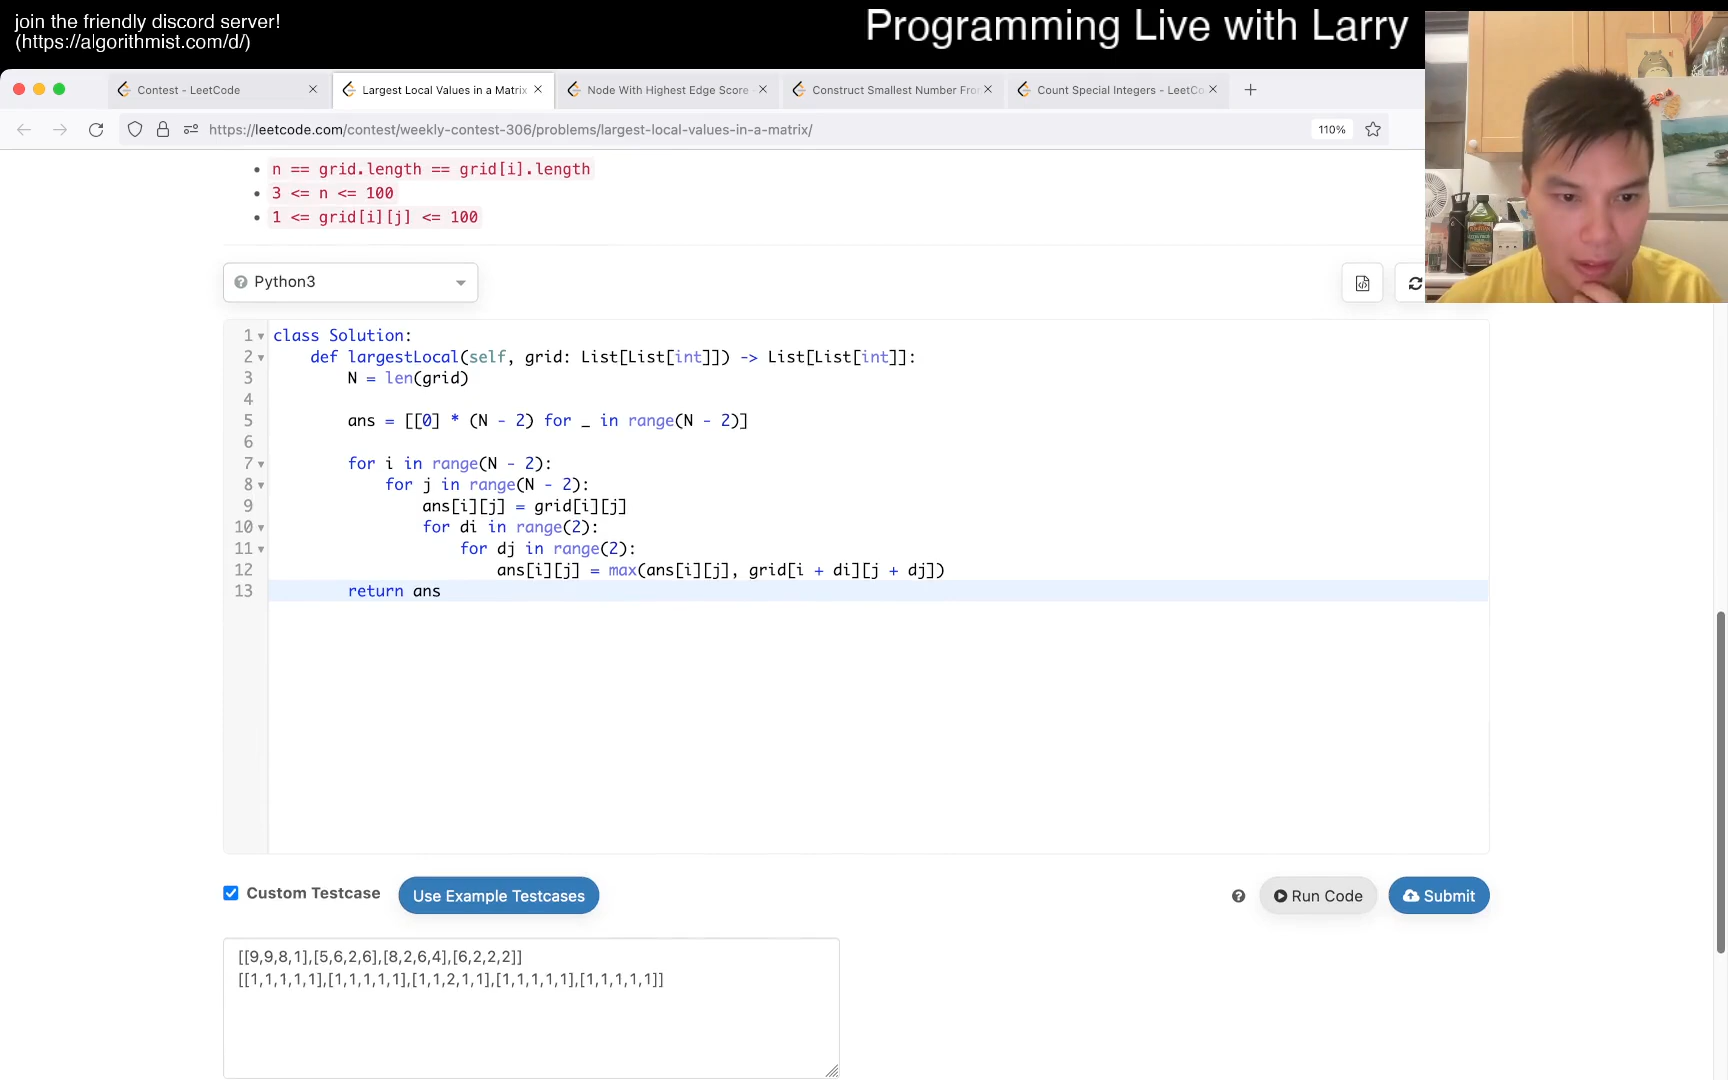 join the friendly discord server!
(https://algorithmist.com/d/)
Programming Live with Larry
Contest - LeetCode
Largest Local Values in a Matrix
Node With Highest Edge Score -
Construct Smallest Number Fro
Count Special Integers - LeetCo
https://leetcode.com/contest/weekly-contest-306/problems/largest-local-values-in-a-matrix/
110%
n == grid.length == grid[i].length
3 <= n <= 100
1 <= grid[i][j] <= 100
Python3
1 class Solution:
2     def largestLocal(self, grid: List[List[int]]) -> List[List[int]]:
3         N = len(grid)
4
5         ans = [[0] * (N - 2) for _ in range(N - 2)]
6
7         for i in range(N - 2):
8             for j in range(N - 2):
9                 ans[i][j] = grid[i][j]
10                 for di in range(2):
11                     for dj in range(2):
12                         ans[i][j] = max(ans[i][j], grid[i + di][j + dj])
13         return ans
Custom Testcase
Use Example Testcases
Run Code
Submit
[[9,9,8,1],[5,6,2,6],[8,2,6,4],[6,2,2,2]]
[[1,1,1,1,1],[1,1,1,1,1],[1,1,2,1,1],[1,1,1,1,1],[1,1,1,1,1]]